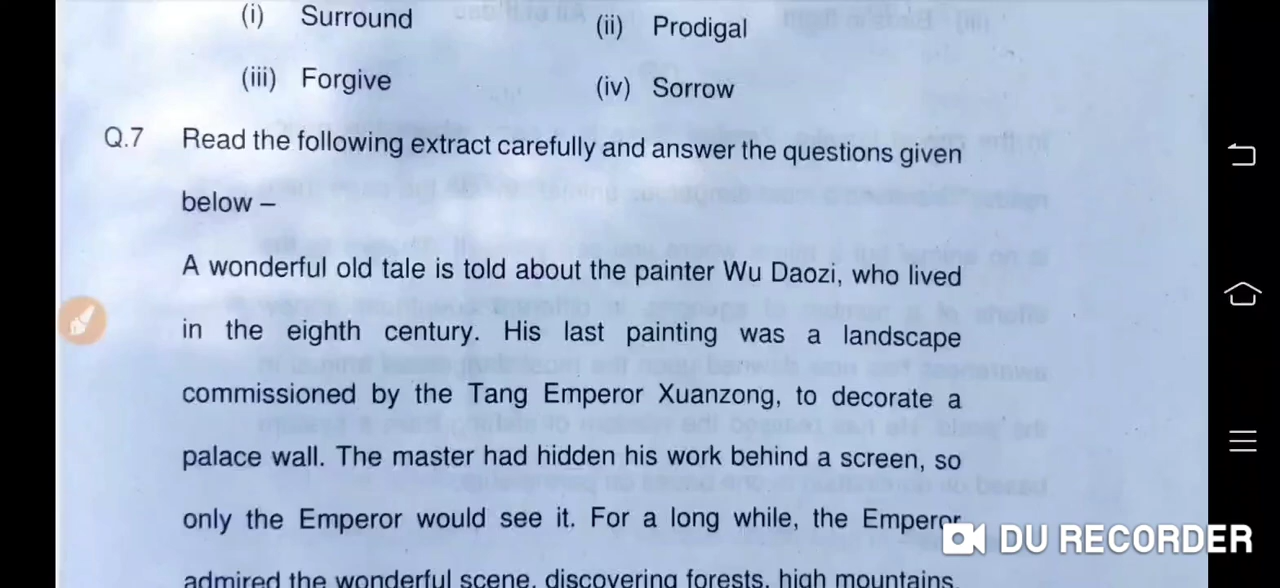 (i) Surround (ii) Prodigal
(iii) Forgive (iv) Sorrow
Q.7 Read the following extract carefully and answer the questions given
below –
A wonderful old tale is told about the painter Wu Daozi, who lived
in the eighth century. His last painting was a landscape
commissioned by the Tang Emperor Xuanzong, to decorate a
palace wall. The master had hidden his work behind a screen, so
only the Emperor would see it. For a long while, the Emperor
admired the wonderful scene, discovering forests, high mountains,
DU RECORDER